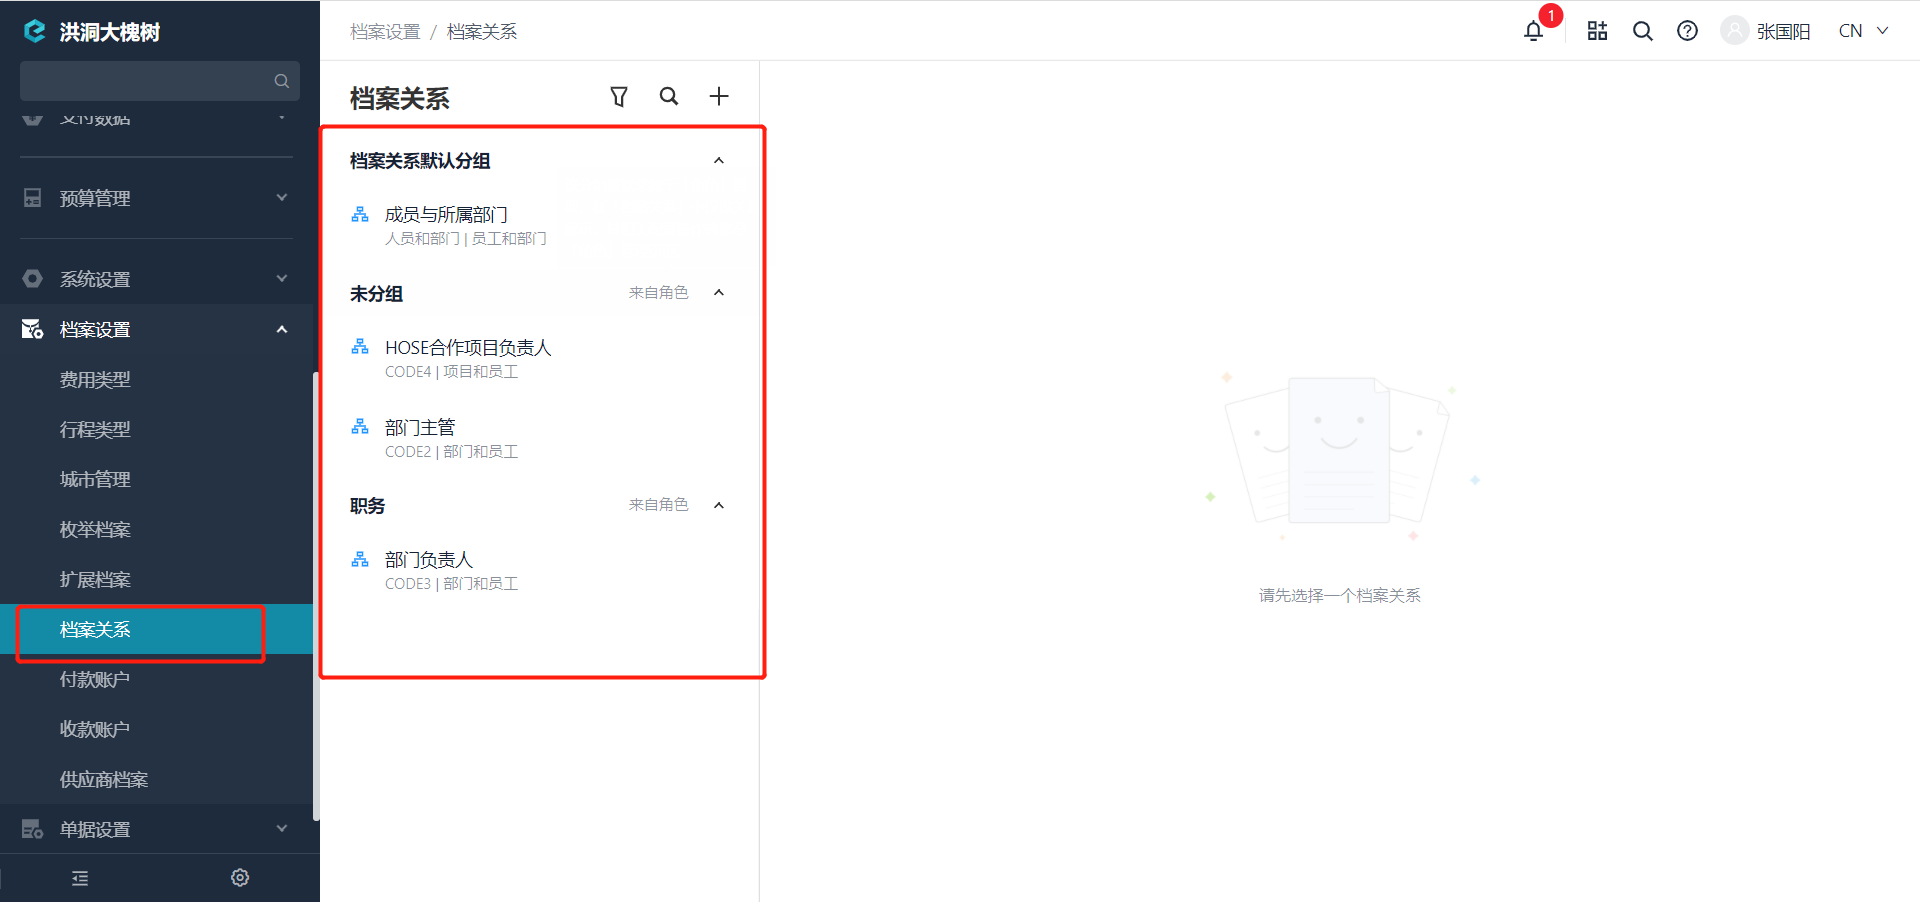 洪洞大槐树
支付数据
预算管理
系统设置
档案设置
费用类型
行程类型
城市管理
枚举档案
扩展档案
档案关系
付款账户
收款账户
供应商档案
单据设置
档案设置 / 档案关系
1
张国阳
CN
档案关系
档案关系默认分组
成员与所属部门
人员和部门 | 员工和部门
未分组 来自角色
HOSE合作项目负责人
CODE4 | 项目和员工
部门主管
CODE2 | 部门和员工
职务 来自角色
部门负责人
CODE3 | 部门和员工
请先选择一个档案关系